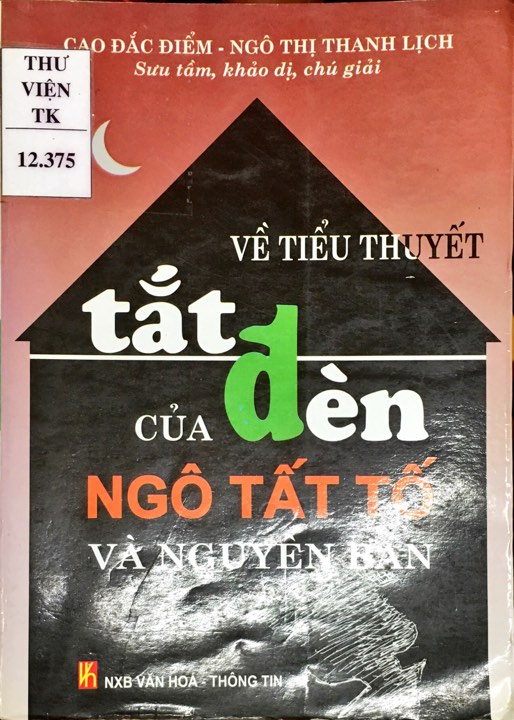 CAO ĐẮC ĐIỂM - NGÔ THỊ THANH LỊCH
Sưu tầm, khảo dị, chú giải
THƯ
VIỆN
TK
12.375
VỀ TIỂU THUYẾT
tắt
đèn
CỦA
NGÔ TẤT TỐ
VÀ NGUYÊN BẢN
NXB VĂN HOÁ - THÔNG TIN